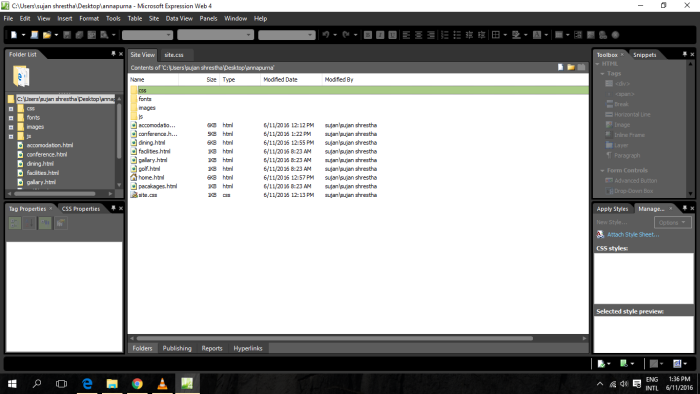 C:\Users\sujan shrestha\Desktop\annapurna - Microsoft Expression Web 4
File Edit View Insert Format Tools Table Site Data View Panels Window Help
Folder List
C:\Users\sujan shrestha\Desktop\annapurna
css
fonts
images
js
accomodation.html
conference.html
dining.html
facilities.html
gallary.html
Tag Properties CSS Properties
Site View site.css
Contents of 'C:\Users\sujan shrestha\Desktop\annapurna'
Name Size Type Modified Date Modified By
css
fonts
images
js
accomodatio... 6KB html 6/11/2016 12:12 PM sujan\sujan shrestha
conference.h... 5KB html 6/11/2016 1:22 PM sujan\sujan shrestha
dining.html 6KB html 6/11/2016 12:55 PM sujan\sujan shrestha
facilities.html 1KB html 6/11/2016 8:23 AM sujan\sujan shrestha
gallary.html 1KB html 6/11/2016 8:23 AM sujan\sujan shrestha
golf.html 1KB html 6/11/2016 8:23 AM sujan\sujan shrestha
home.html 6KB html 6/11/2016 12:57 PM sujan\sujan shrestha
pacakages.html 1KB html 6/11/2016 8:23 AM sujan\sujan shrestha
site.css 1KB css 6/11/2016 12:13 PM sujan\sujan shrestha
Folders Publishing Reports Hyperlinks
Toolbox Snippets
HTML
Tags
<div>
<span>
Break
Horizontal Line
Image
Inline Frame
Layer
Paragraph
Form Controls
Advanced Button
Drop-Down Box
Apply Styles Manage...
New Style... Options
Attach Style Sheet...
CSS styles:
Selected style preview:
ENG
INTL
1:36 PM
6/11/2016